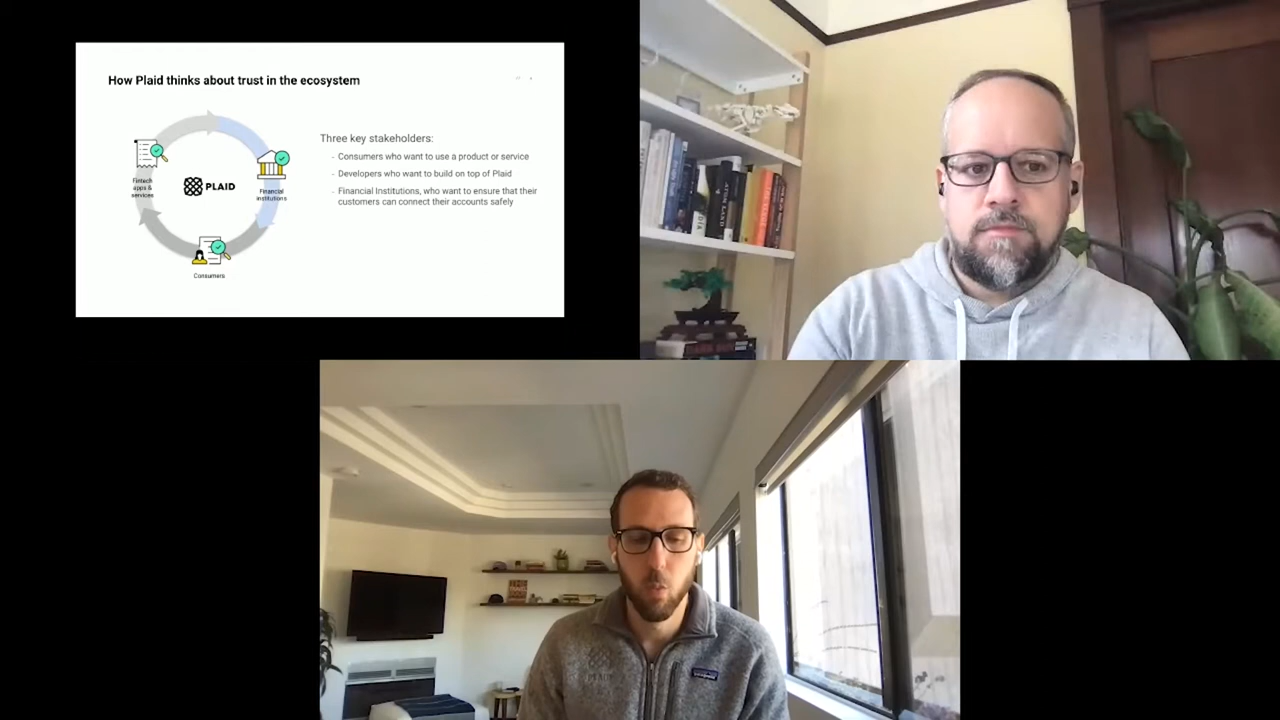 How Plaid thinks about trust in the ecosystem
Three key stakeholders:
- Consumers who want to use a product or service
- Developers who want to build on top of Plaid
- Financial Institutions, who want to ensure that their
customers can connect their accounts safely
Fintech
apps &
services
PLAID
Financial
Institutions
Consumers
patagonia